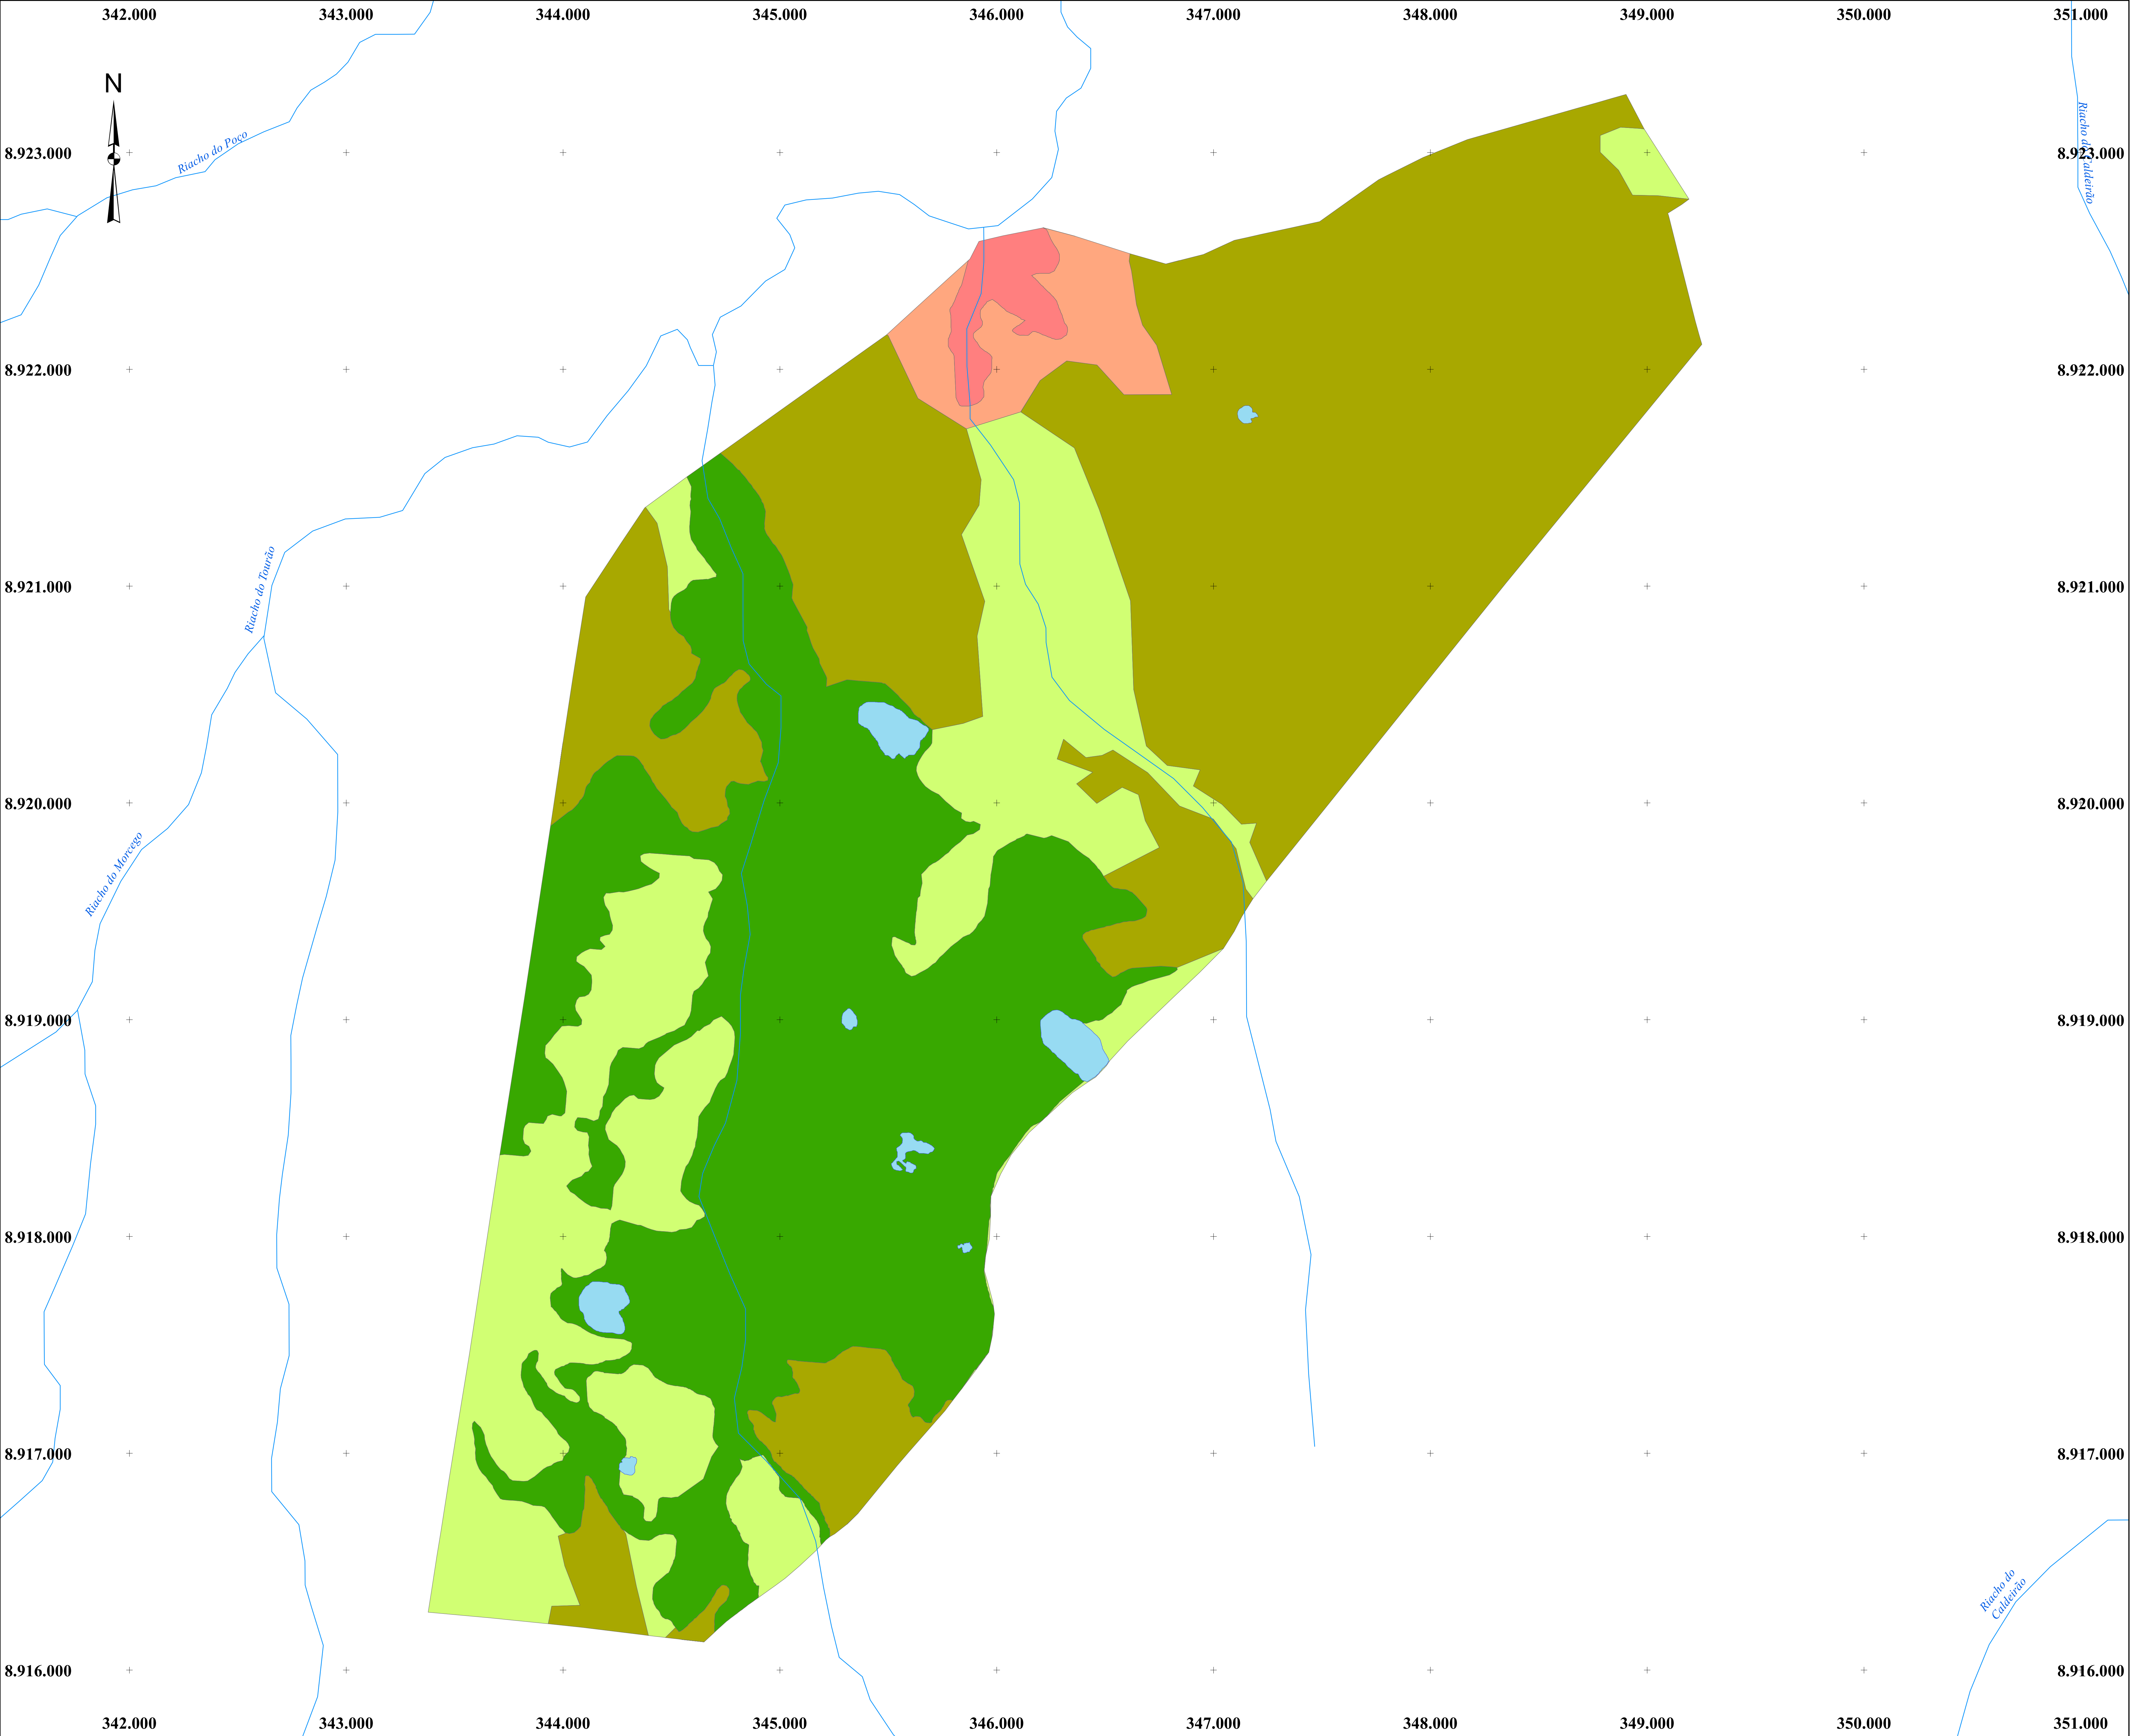 342.000 343.000 344.000 345.000 346.000 347.000 348.000 349.000 350.000 351.000
N
Riacho do Poço
Riacho do Caldeirão
8.923.000 8.923.000
8.922.000 8.922.000
Riacho do Tourão
8.921.000 8.921.000
8.920.000 8.920.000
Riacho do Morcego
8.919.000 8.919.000
8.918.000 8.918.000
8.917.000 8.917.000
Riacho do
Caldeirão
8.916.000 8.916.000
342.000 343.000 344.000 345.000 346.000 347.000 348.000 349.000 350.000 351.000